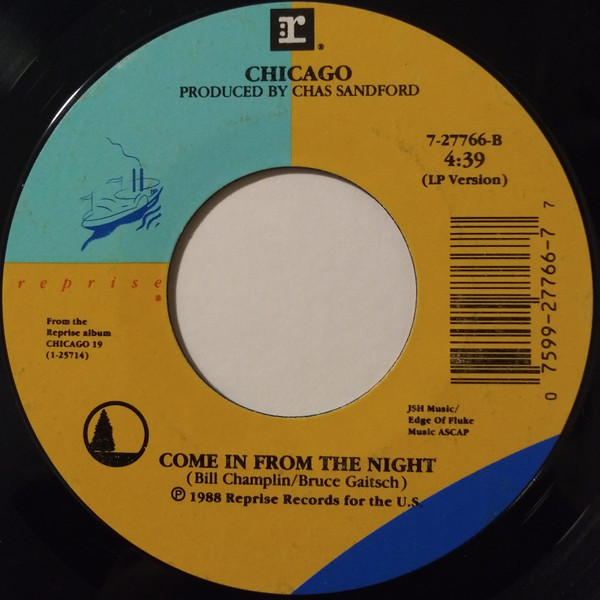 r
®
CHICAGO
PRODUCED BY CHAS SANDFORD
7-27766-B
4:39
(LP Version)
reprise
From the
Reprise album
CHICAGO 19
(1-25714)
0 7599-27766-7 7
JSH Music/
Edge Of Fluke
Music ASCAP
COME IN FROM THE NIGHT
(Bill Champlin/Bruce Gaitsch)
℗ 1988 Reprise Records for the U.S.